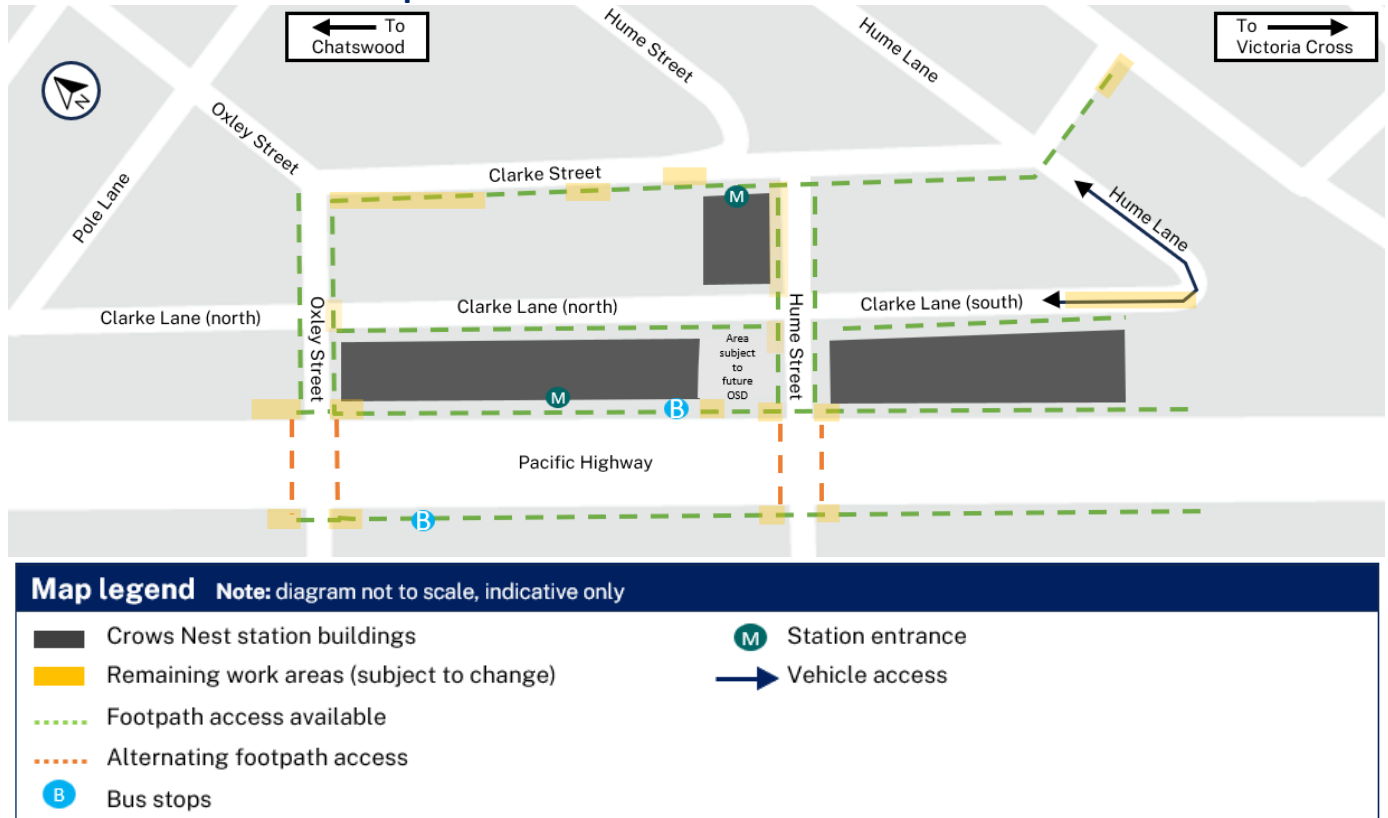 To
Chatswood
To
Victoria Cross
N
Hume Street
Hume Lane
Oxley Street
Pole Lane
Clarke Street
M
Hume Lane
Clarke Lane (north)
Oxley Street
Clarke Lane (north)
Hume Street
Clarke Lane (south)
Area
subject
to
future
OSD
M
B
Pacific Highway
B
Map legend Note: diagram not to scale, indicative only
Crows Nest station buildings
M Station entrance
Remaining work areas (subject to change)
Vehicle access
Footpath access available
Alternating footpath access
B Bus stops